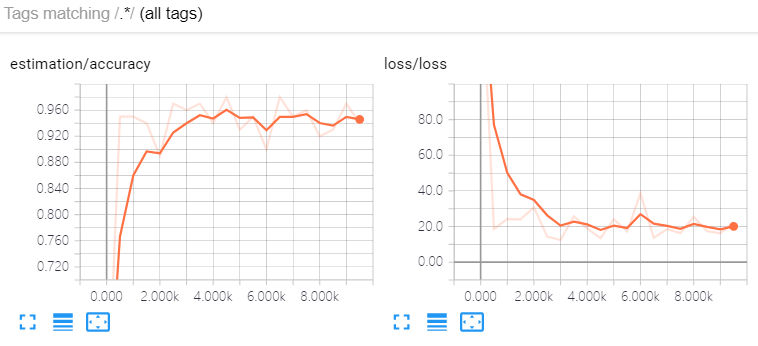 Tags matching /.*/ (all tags)
estimation/accuracy
0.960
0.920
0.880
0.840
0.800
0.760
0.720
0.000 2.000k 4.000k 6.000k 8.000k
loss/loss
80.0
60.0
40.0
20.0
0.00
0.000 2.000k 4.000k 6.000k 8.000k